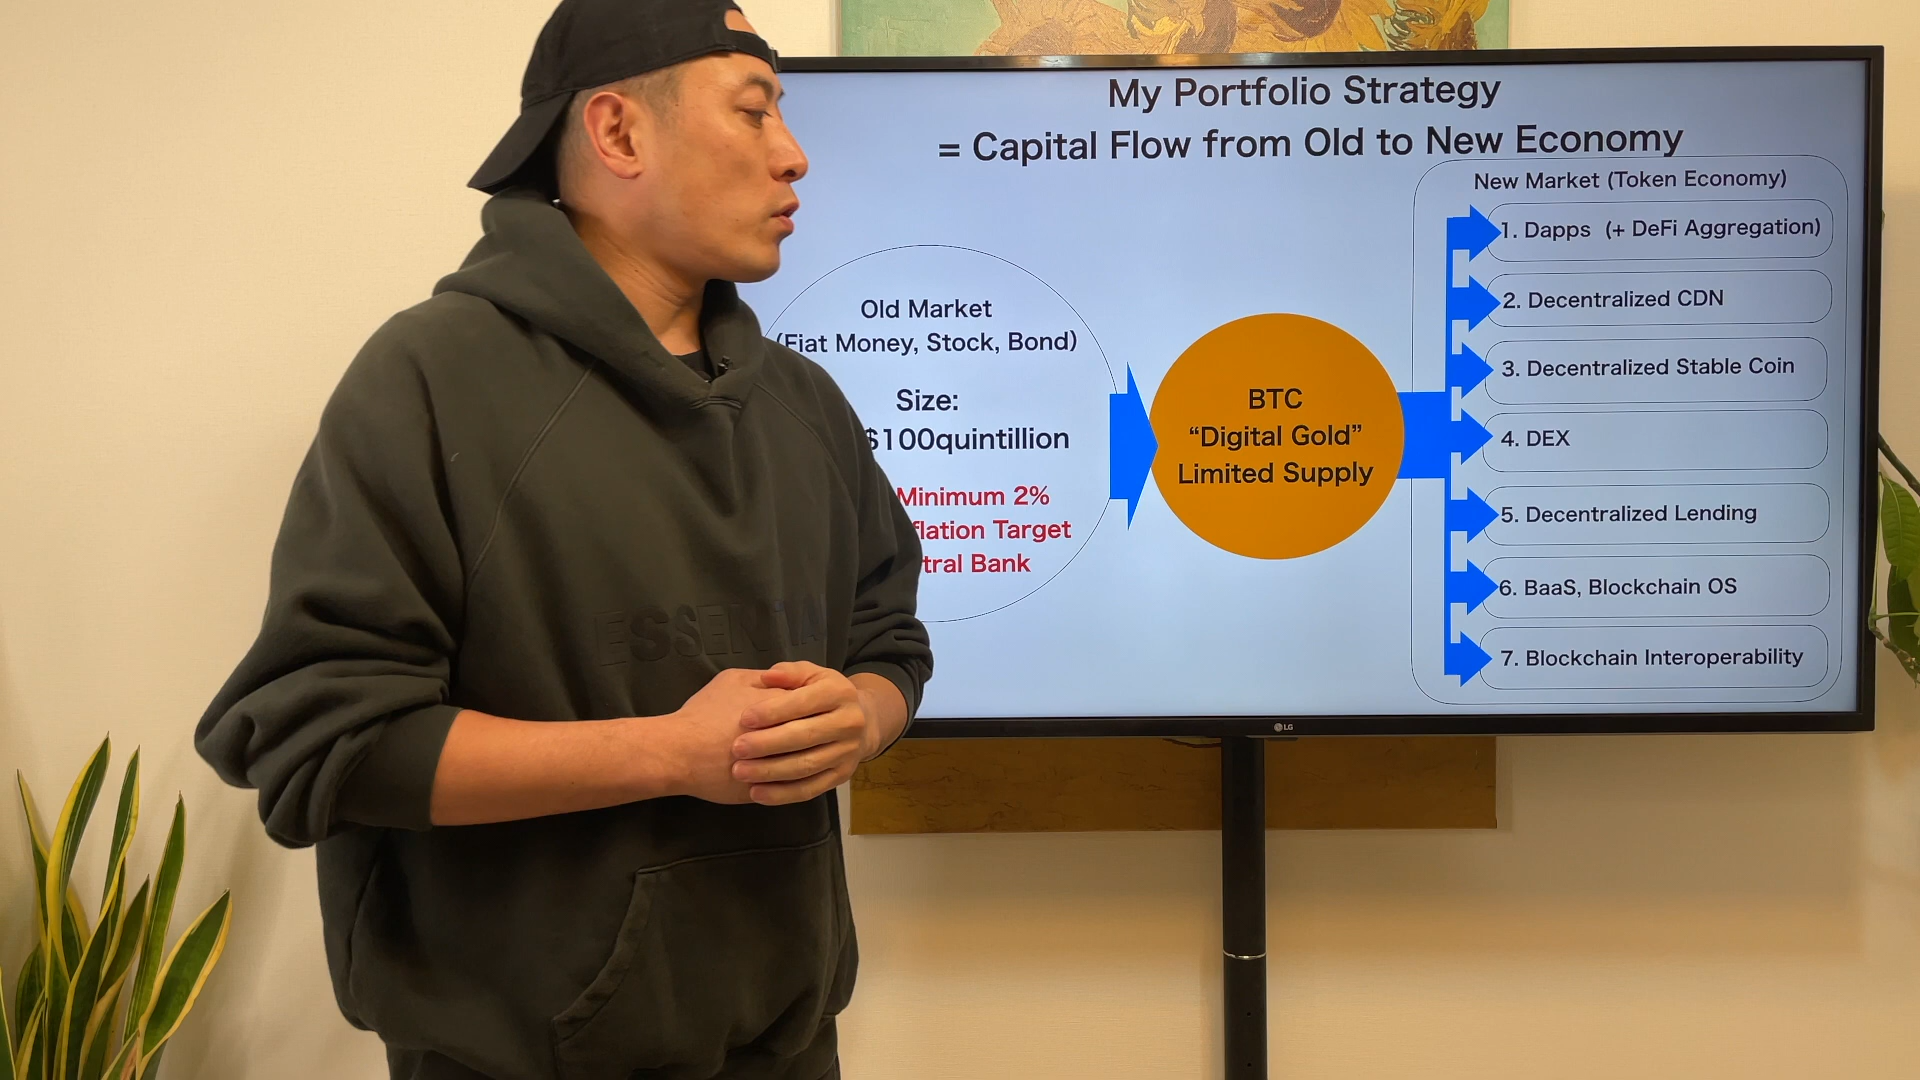 My Portfolio Strategy
= Capital Flow from Old to New Economy
Old Market
(Fiat Money, Stock, Bond)
Size:
$100quintillion
Minimum 2%
flation Target
tral Bank
BTC
“Digital Gold”
Limited Supply
New Market (Token Economy)
1. Dapps (+ DeFi Aggregation)
2. Decentralized CDN
3. Decentralized Stable Coin
4. DEX
5. Decentralized Lending
6. BaaS, Blockchain OS
7. Blockchain Interoperability
ESSENTIA
LG